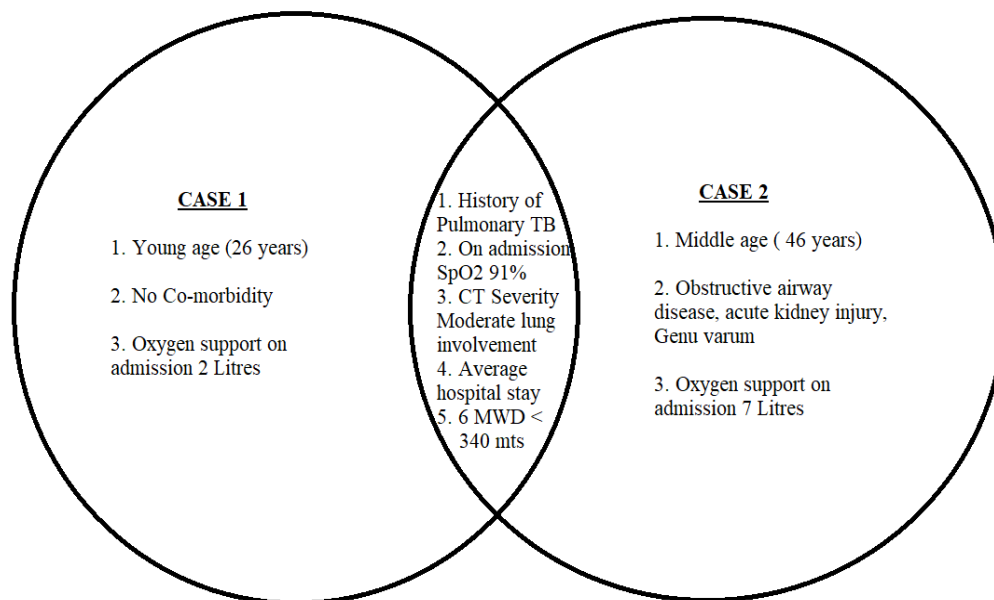 CASE 1
1. Young age (26 years)
2. No Co-morbidity
3. Oxygen support on
admission 2 Litres
1. History of
Pulmonary TB
2. On admission
SpO2 91%
3. CT Severity
Moderate lung
involvement
4. Average
hospital stay
5. 6 MWD <
340 mts
CASE 2
1. Middle age ( 46 years)
2. Obstructive airway
disease, acute kidney injury,
Genu varum
3. Oxygen support on
admission 7 Litres